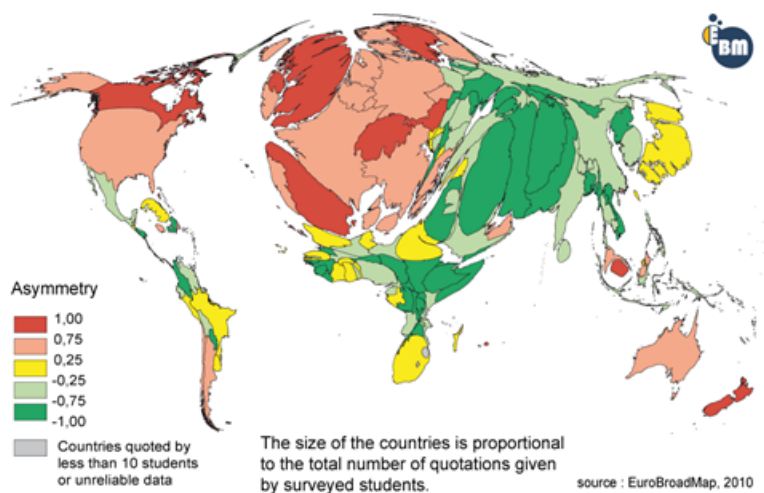 EBM
Asymmetry
1,00
0,75
0,25
-0,25
-0,75
-1,00
Countries quoted by
less than 10 students
or unreliable data
The size of the countries is proportional
to the total number of quotations given
by surveyed students.
source : EuroBroadMap, 2010